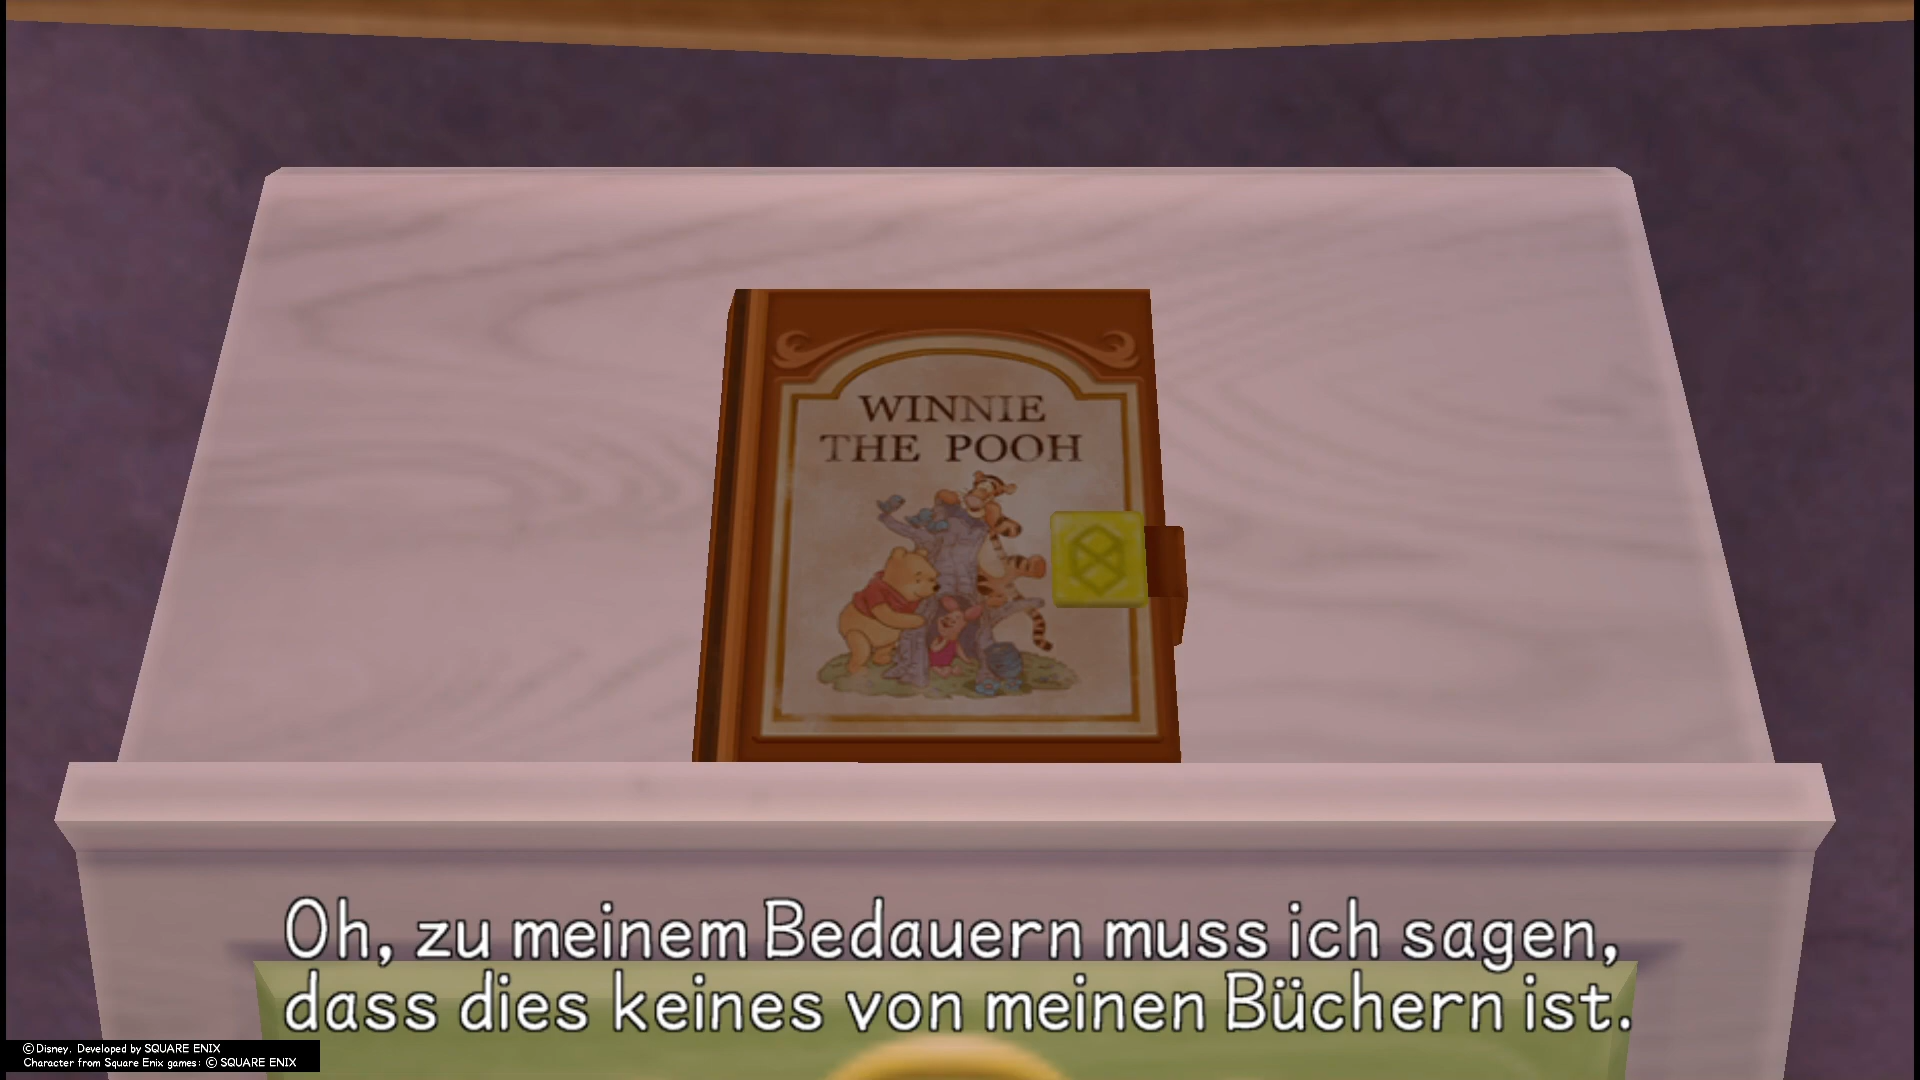 WINNIE
THE POOH
Oh, zu meinem Bedauern muss ich sagen,
dass dies keines von meinen Büchern ist.
©Disney. Developed by SQUARE ENIX
Character from Square Enix games: © SQUARE ENIX